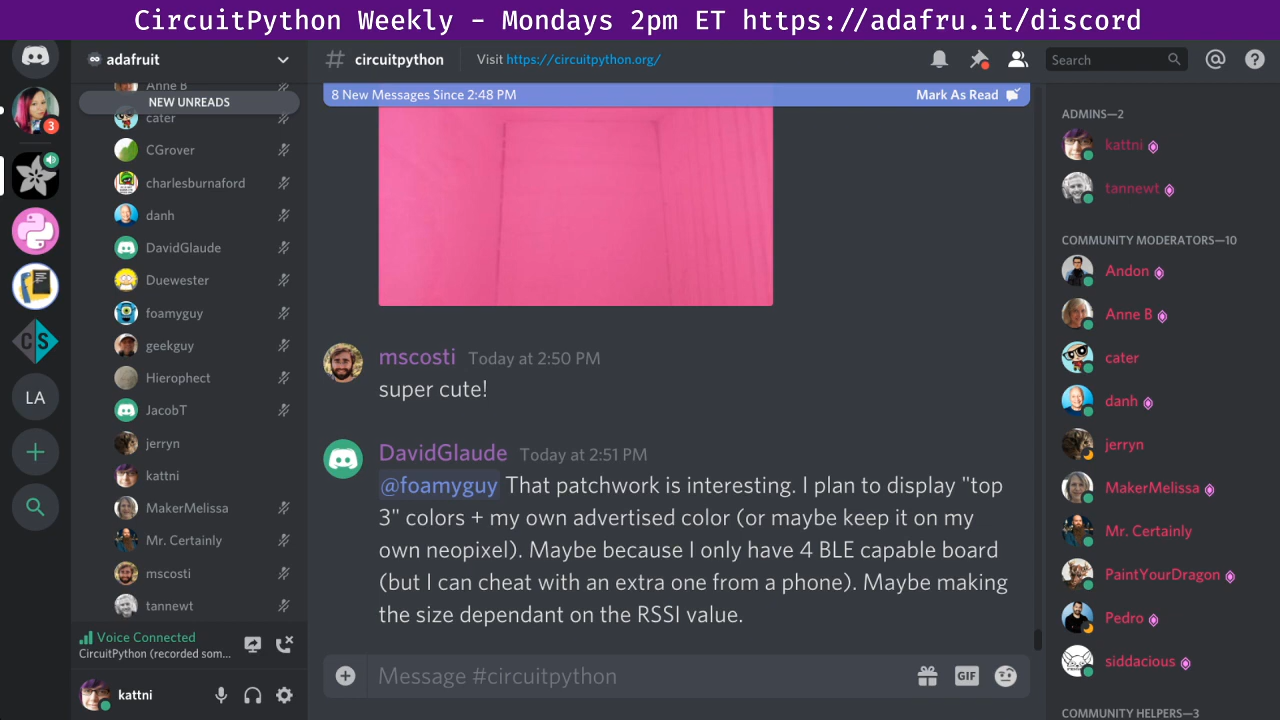 CircuitPython Weekly - Mondays 2pm ET https://adafru.it/discord
adafruit
Anne B
NEW UNREADS
cater
CGrover
charlesburnaford
danh
DavidGlaude
Duewester
foamyguy
geekguy
Hierophect
JacobT
jerryn
kattni
MakerMelissa
Mr. Certainly
mscosti
tannewt
Voice Connected
CircuitPython (recorded som...
kattni
3
CS
LA
# circuitpython
Visit https://circuitpython.org/
Search
8 New Messages Since 2:48 PM
Mark As Read
mscosti Today at 2:50 PM
super cute!
DavidGlaude Today at 2:51 PM
@foamyguy That patchwork is interesting. I plan to display "top
3" colors + my own advertised color (or maybe keep it on my
own neopixel). Maybe because I only have 4 BLE capable board
(but I can cheat with an extra one from a phone). Maybe making
the size dependant on the RSSI value.
Message #circuitpython
GIF
ADMINS—2
kattni
tannewt
COMMUNITY MODERATORS—10
Andon
Anne B
cater
danh
jerryn
MakerMelissa
Mr. Certainly
PaintYourDragon
Pedro
siddacious
COMMUNITY HELPERS—3